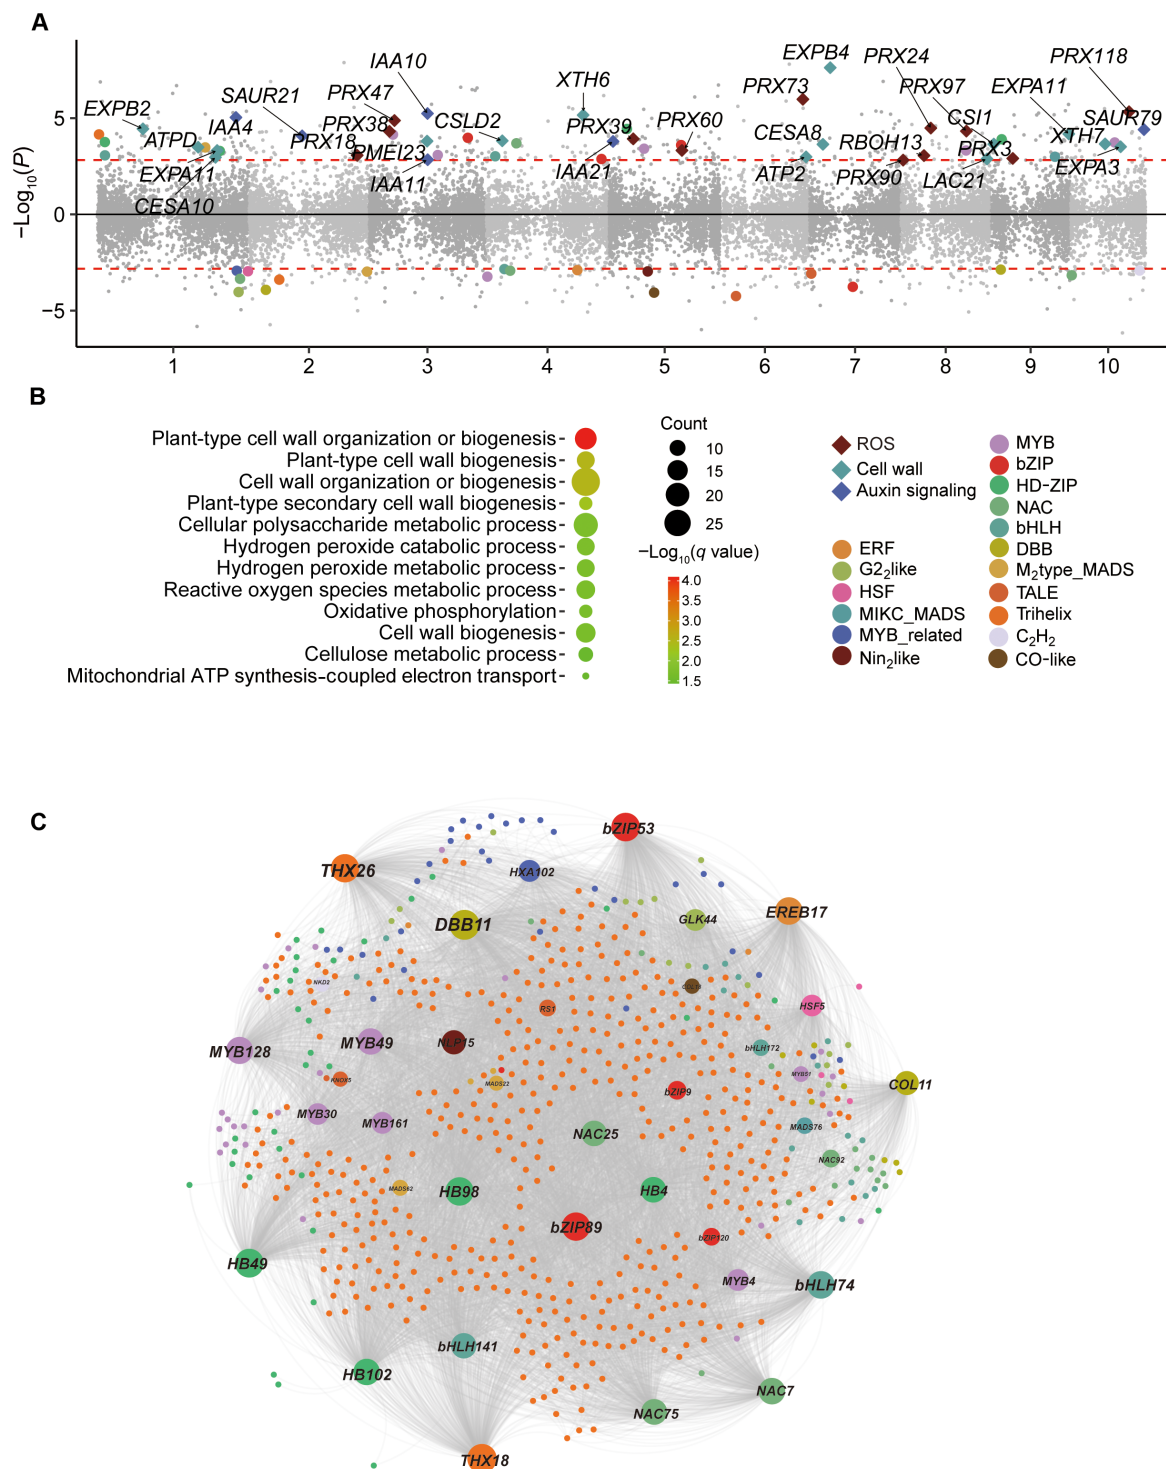 A
EXPB2
ATPD
IAA4
SAUR21
EXPA11
CESA10
PRX18
PRX38
PRX47
IAA10
PMEI23
IAA11
CSLD2
XTH6
PRX39
IAA21
PRX60
PRX73
EXPB4
CESA8
ATP2
PRX24
PRX97
RBOH13
PRX90
CSI1
PRX3
LAC21
EXPA11
XTH7
EXPA3
PRX118
SAUR79
−Log10(P)
5
0
−5
1 2 3 4 5 6 7 8 9 10
B
Plant-type cell wall organization or biogenesis
Plant-type cell wall biogenesis
Cell wall organization or biogenesis
Plant-type secondary cell wall biogenesis
Cellular polysaccharide metabolic process
Hydrogen peroxide catabolic process
Hydrogen peroxide metabolic process
Reactive oxygen species metabolic process
Oxidative phosphorylation
Cell wall biogenesis
Cellulose metabolic process
Mitochondrial ATP synthesis-coupled electron transport
Count
10
15
20
25
−Log10(q value)
4.0
3.5
3.0
2.5
2.0
1.5
ROS
Cell wall
Auxin signaling
ERF
G22like
HSF
MIKC_MADS
MYB_related
Nin2like
MYB
bZIP
HD-ZIP
NAC
bHLH
DBB
M2type_MADS
TALE
Trihelix
C2H2
CO-like
C
bZIP53
THX26
HXA102
DBB11
GLK44
EREB17
NKD2
RS1
HSF5
MYB128
MYB49
NLP15
bHLH172
KNOX5
MADS22
bZIP9
MYB51
COL11
MYB30
MYB161
NAC25
MADS76
NAC92
MADS62
HB98
HB4
bZIP89
bZIP120
HB49
MYB4
bHLH74
bHLH141
HB102
NAC7
NAC75
THX18